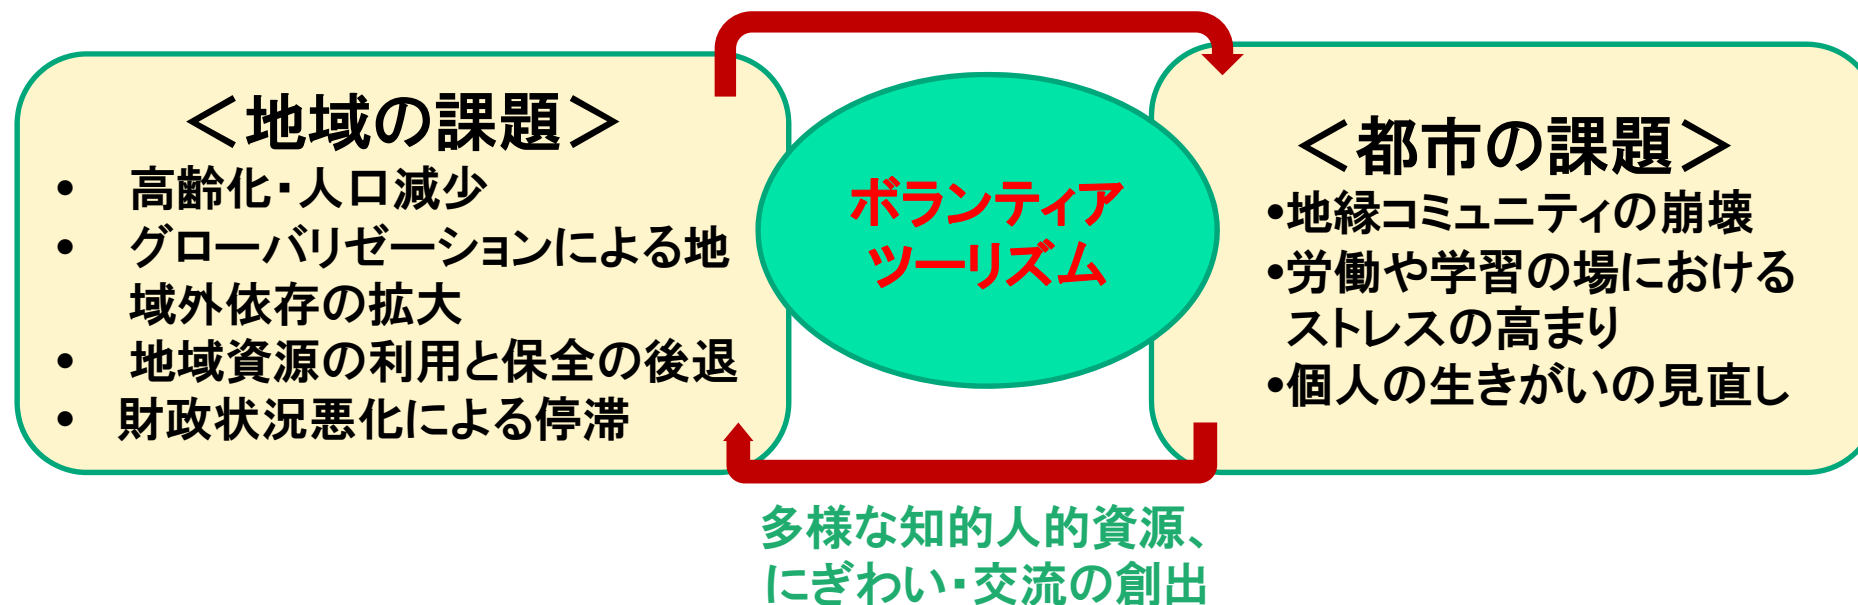 ＜地域の課題＞
• 高齢化・人口減少
• グローバリゼーションによる地
域外依存の拡大
• 地域資源の利用と保全の後退
• 財政状況悪化による停滞
ボランティア
ツーリズム
＜都市の課題＞
•地縁コミュニティの崩壊
•労働や学習の場における
ストレスの高まり
•個人の生きがいの見直し
多様な知的人的資源、
にぎわい・交流の創出